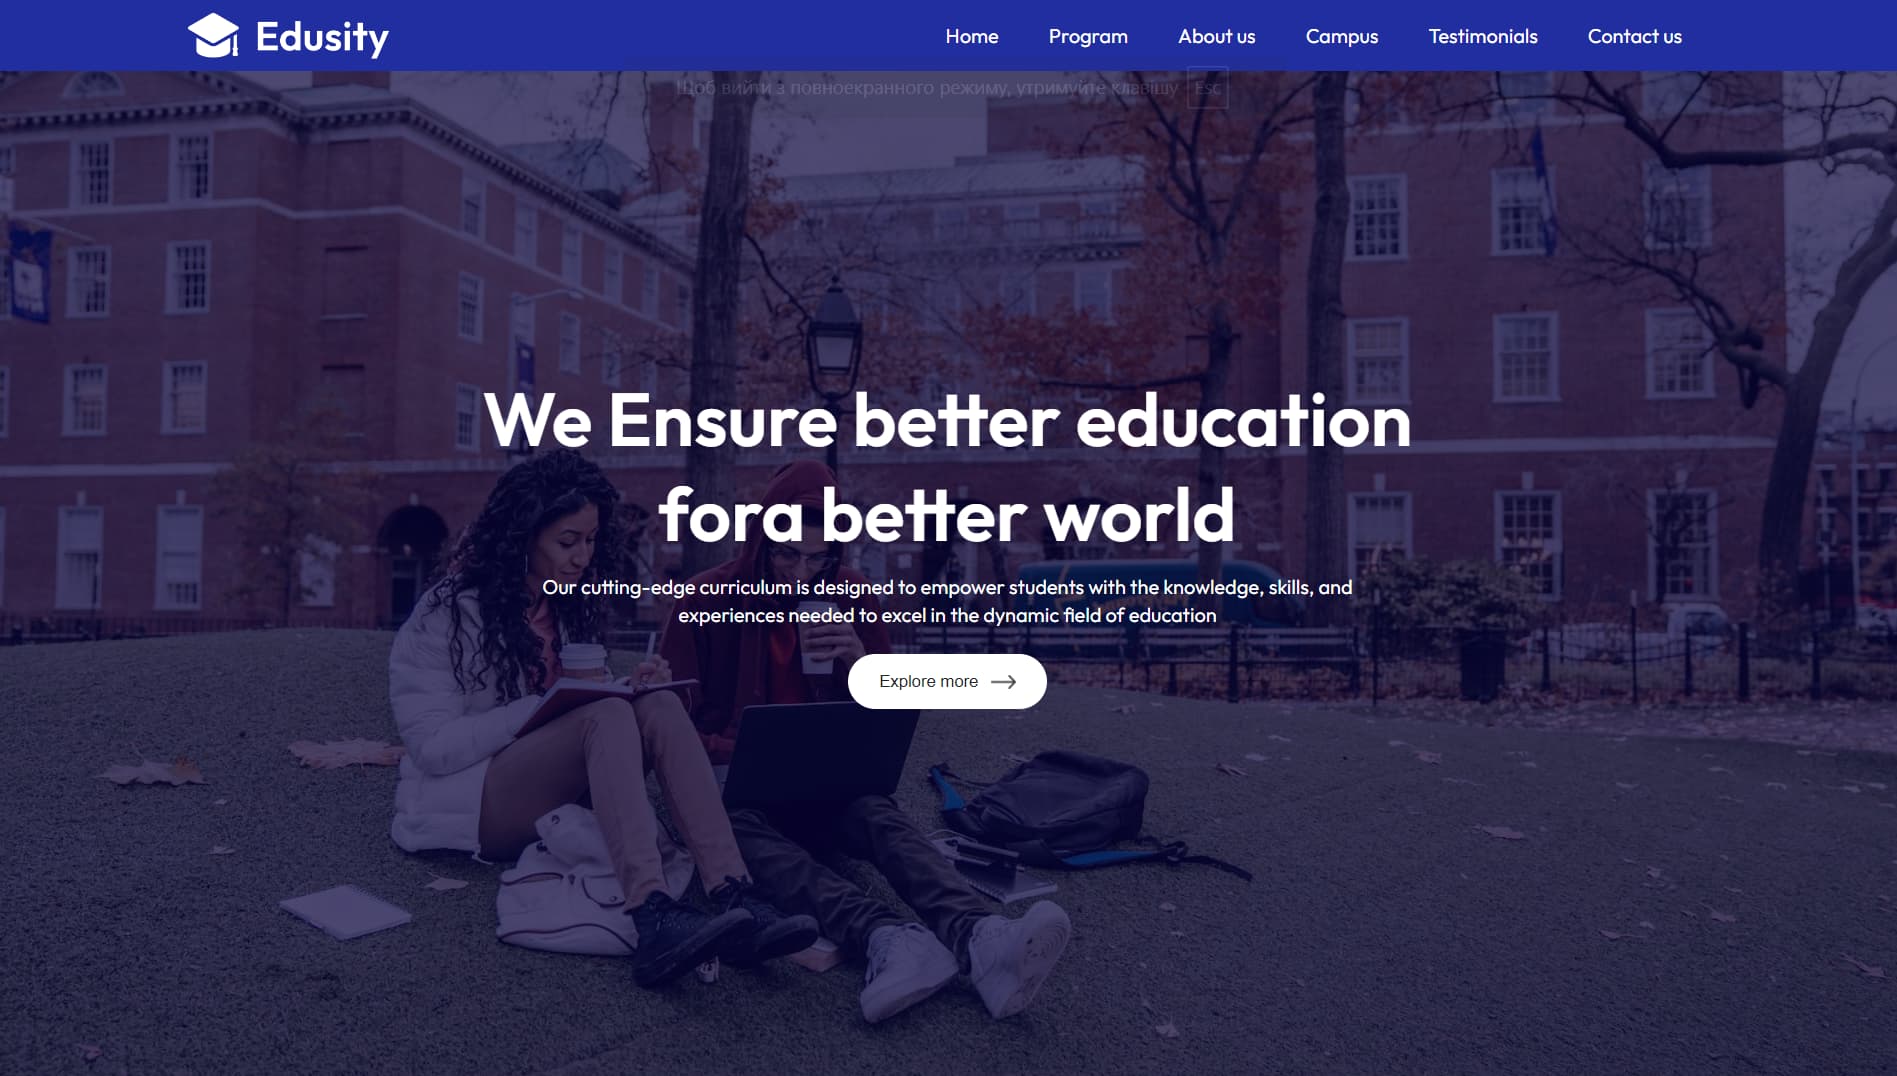 Edusity
Home Program About us Campus Testimonials Contact us
Щоб вийти з повноекранного режиму, утримуйте клавішу Esc
We Ensure better education
fora better world
Our cutting-edge curriculum is designed to empower students with the knowledge, skills, and
experiences needed to excel in the dynamic field of education
Explore more